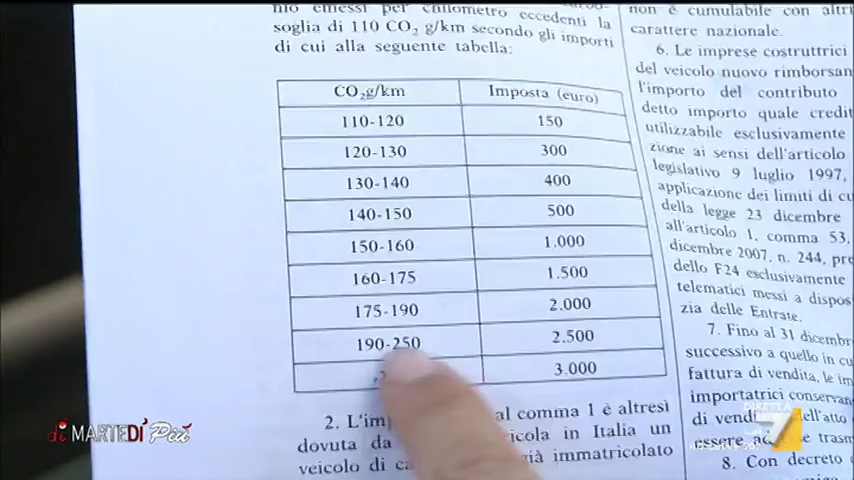 emessi per chilometro eccedenti la
soglia di 110 CO2 g/km secondo gli importi
di cui alla seguente tabella:
CO2g/km Imposta (euro)
110-120 150
120-130 300
130-140 400
140-150 500
150-160 1.000
160-175 1.500
175-190 2.000
190-250 2.500
3.000
2. L'im al comma 1 è altresì
dovuta da in Italia un
veicolo di immatricolato
non è cumulabile con altri
carattere nazionale.
6. Le imprese costruttrici
del veicolo nuovo rimborsan
l'importo del contributo
detto importo quale credit
utilizzabile esclusivamente
zione ai sensi dell'articolo
legislativo 9 luglio 1997,
applicazione dei limiti di cu
della legge 23 dicembre
all'articolo 1, comma 53,
dicembre 2007, n. 244, pre
dello F24 esclusivamente
telematici messi a dispos
zia delle Entrate.
7. Fino al 31 dicembr
successivo a quello in cu
fattura di vendita, le im
importatrici conservan
di vend dell'atto
essere trasm
8. Con decreto
di MARTEDÌ Più
DIRETTA
7